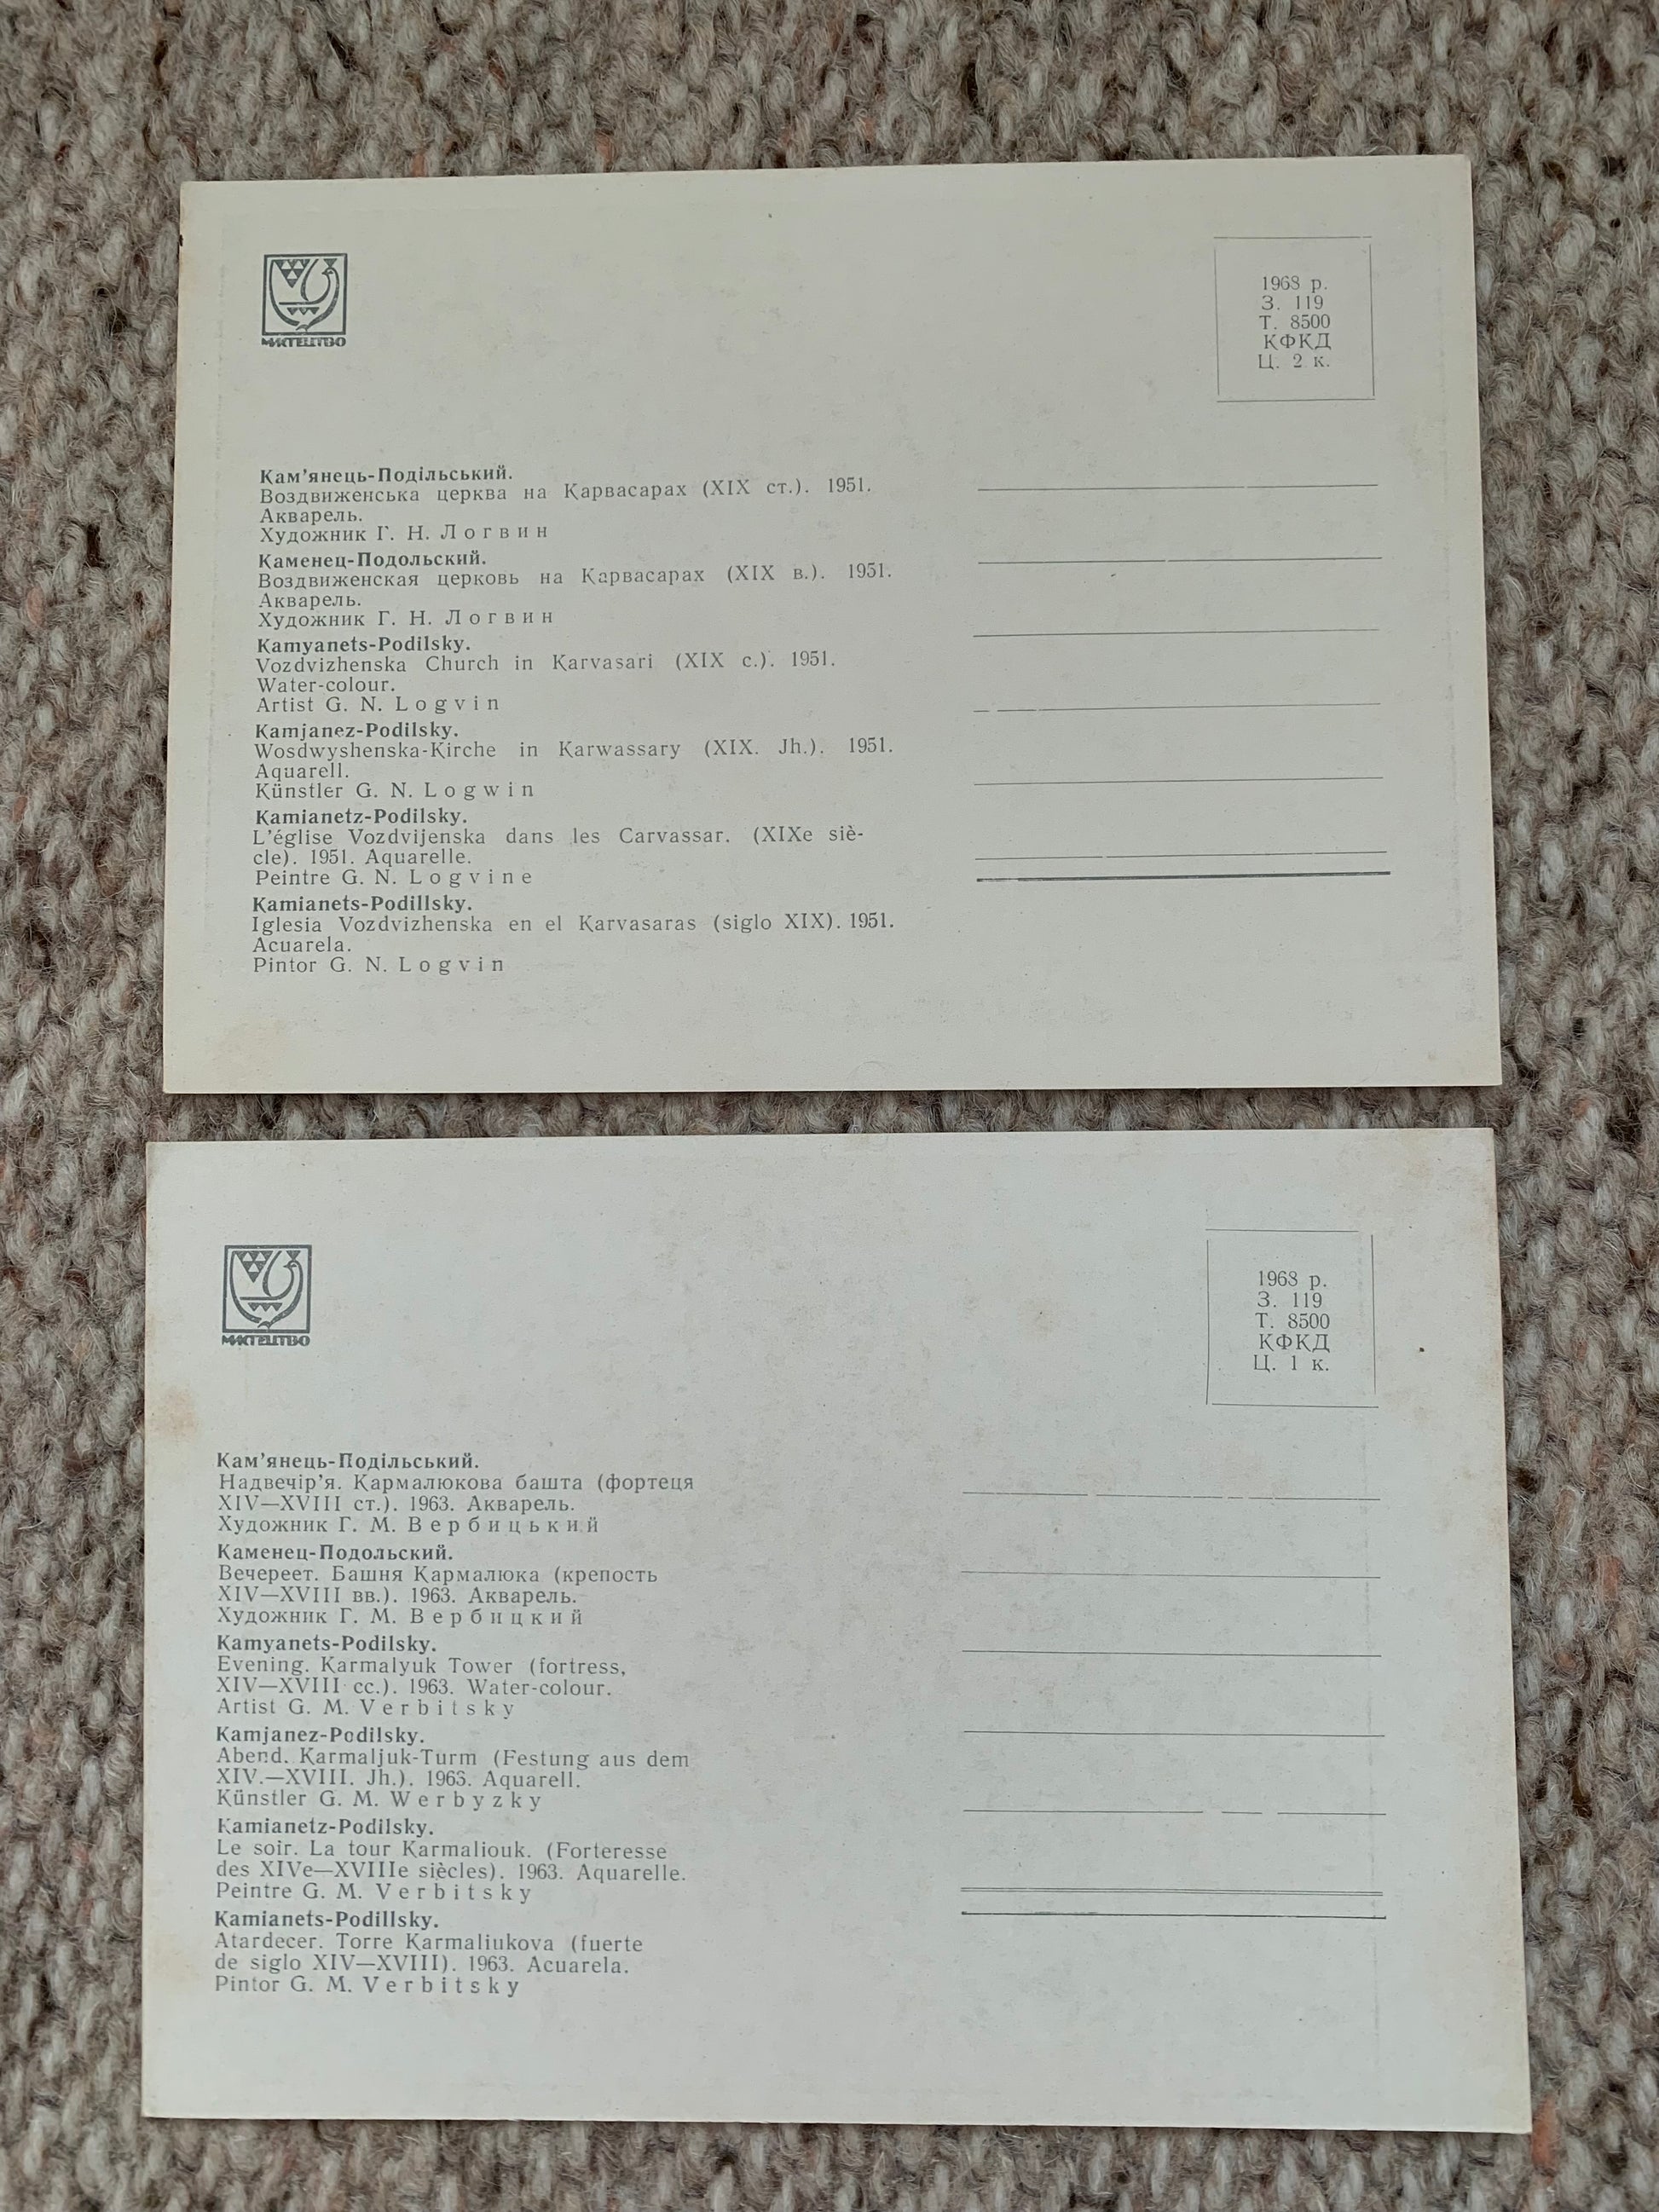 МИСТЕЦТВО
1968 р.
З. 119
Т. 8500
КФКД
Ц. 2 к.
Кам'янець-Подільський.
Воздвиженська церква на Карвасарах (XIX ст.). 1951.
Акварель.
Художник Г. Н. Логвин
Каменец-Подольский.
Воздвиженская церковь на Карвасарах (XIX в.). 1951.
Акварель.
Художник Г. Н. Логвин
Kamyanets-Podilsky.
Vozdvizhenska Church in Karvasari (XIX c.). 1951.
Water-colour.
Artist G. N. Logvin
Kamjanez-Podilsky.
Wosdwyshenska-Kirche in Karwassary (XIX. Jh.). 1951.
Aquarell.
Künstler G. N. Logwin
Kamianetz-Podilsky.
L'église Vozdvijenska dans les Carvassar. (XIXe siè-
cle). 1951. Aquarelle.
Peintre G. N. Logvine
Kamianets-Podillsky.
Iglesia Vozdvizhenska en el Karvasaras (siglo XIX). 1951.
Acuarela.
Pintor G. N. Logvin
МИСТЕЦТВО
1968 р.
З. 119
Т. 8500
КФКД
Ц. 1 к.
Кам'янець-Подільський.
Надвечір'я. Кармалюкова башта (фортеця
XIV—XVIII ст.). 1963. Акварель.
Художник Г. М. Вербицький
Каменец-Подольский.
Вечереет. Башня Кармалюка (крепость
XIV—XVIII вв.). 1963. Акварель.
Художник Г. М. Вербицкий
Kamyanets-Podilsky.
Evening. Karmalyuk Tower (fortress,
XIV—XVIII cc.). 1963. Water-colour.
Artist G. M. Verbitsky
Kamjanez-Podilsky.
Abend. Karmaljuk-Turm (Festung aus dem
XIV.—XVIII. Jh.). 1963. Aquarell.
Künstler G. M. Werbyzky
Kamianetz-Podilsky.
Le soir. La tour Karmaliouk. (Forteresse
des XIVe—XVIIIe siècles). 1963. Aquarelle.
Peintre G. M. Verbitsky
Kamianets-Podillsky.
Atardecer. Torre Karmaliukova (fuerte
de siglo XIV—XVIII). 1963. Acuarela.
Pintor G. M. Verbitsky